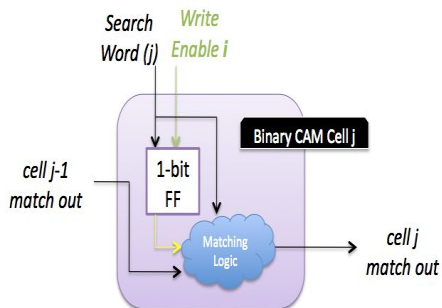 Search
Word (j)
Write
Enable i
Binary CAM Cell j
cell j-1
match out
1-bit
FF
Matching
Logic
cell j
match out